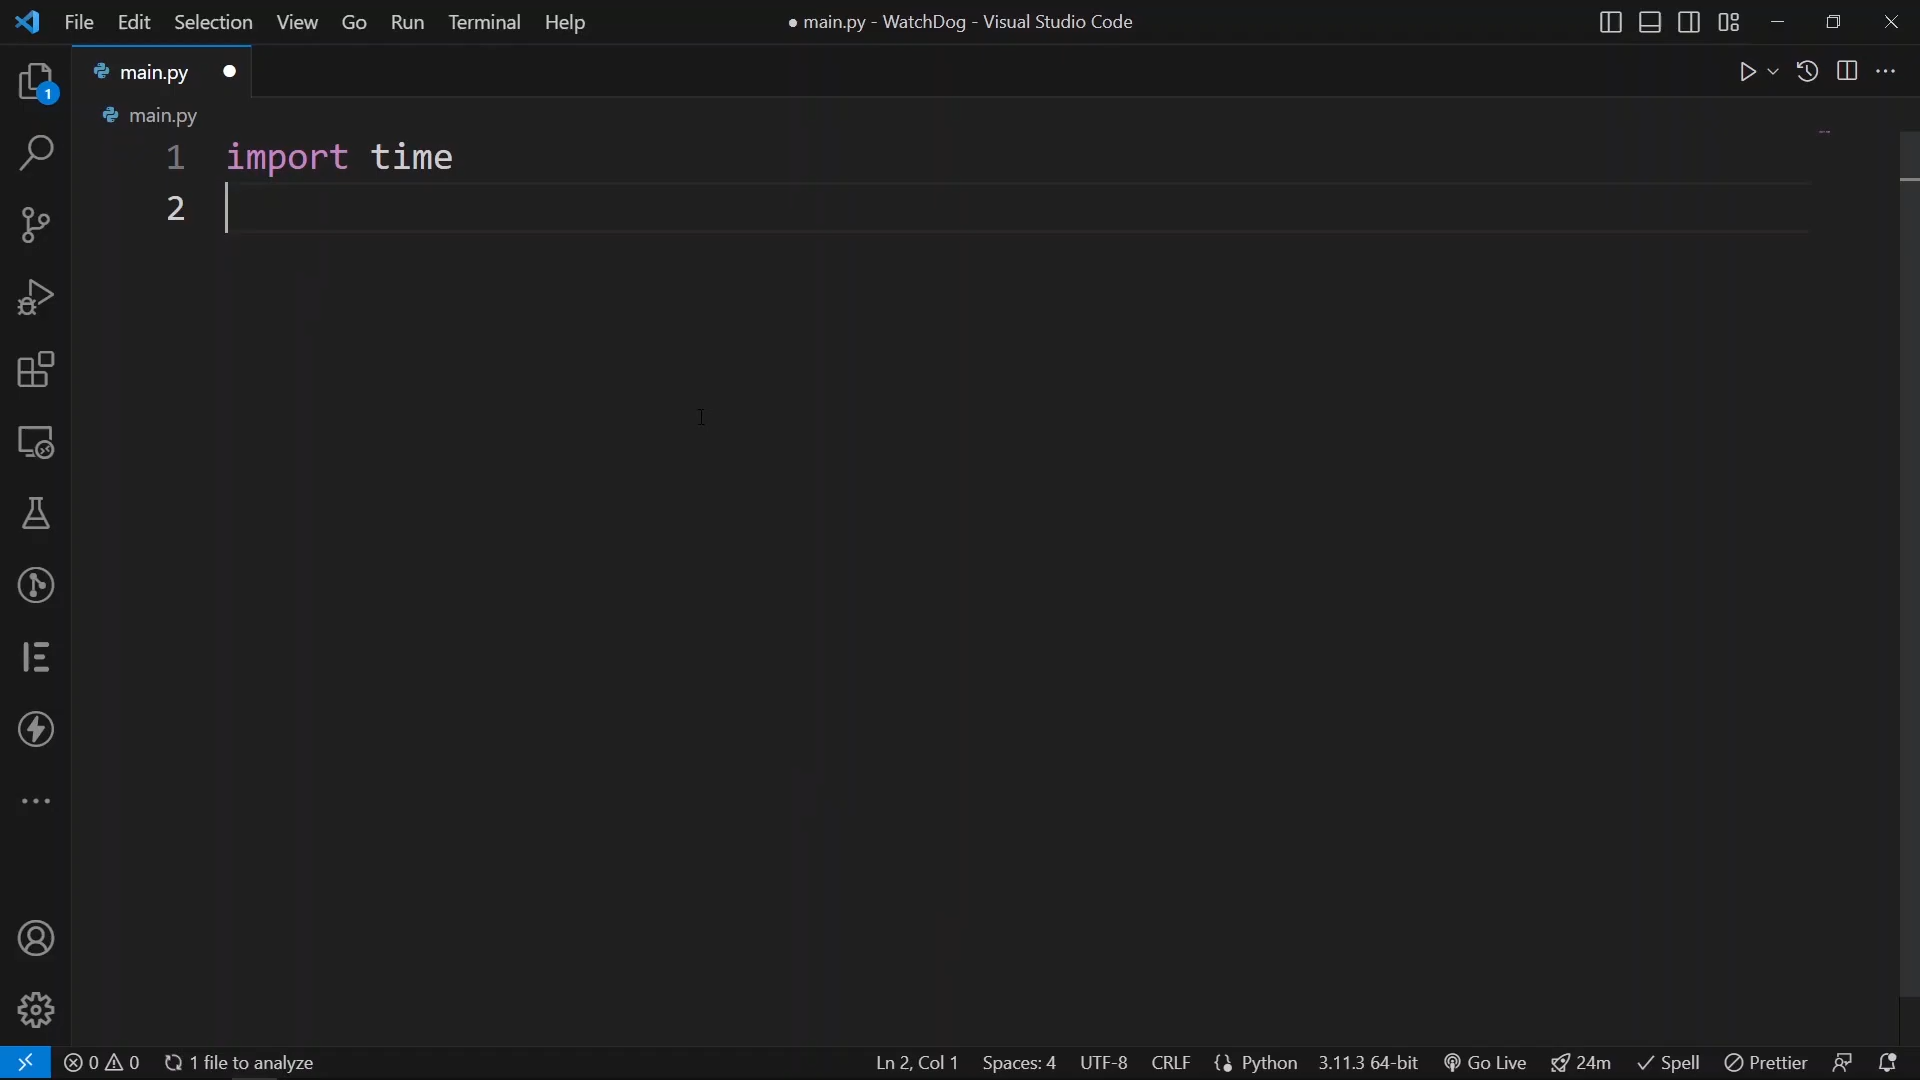 File Edit Selection View Go Run Terminal Help
● main.py - WatchDog - Visual Studio Code
main.py
1
main.py
1 import time
2
0 0 1 file to analyze
Ln 2, Col 1 Spaces: 4 UTF-8 CRLF Python 3.11.3 64-bit Go Live 24m Spell Prettier